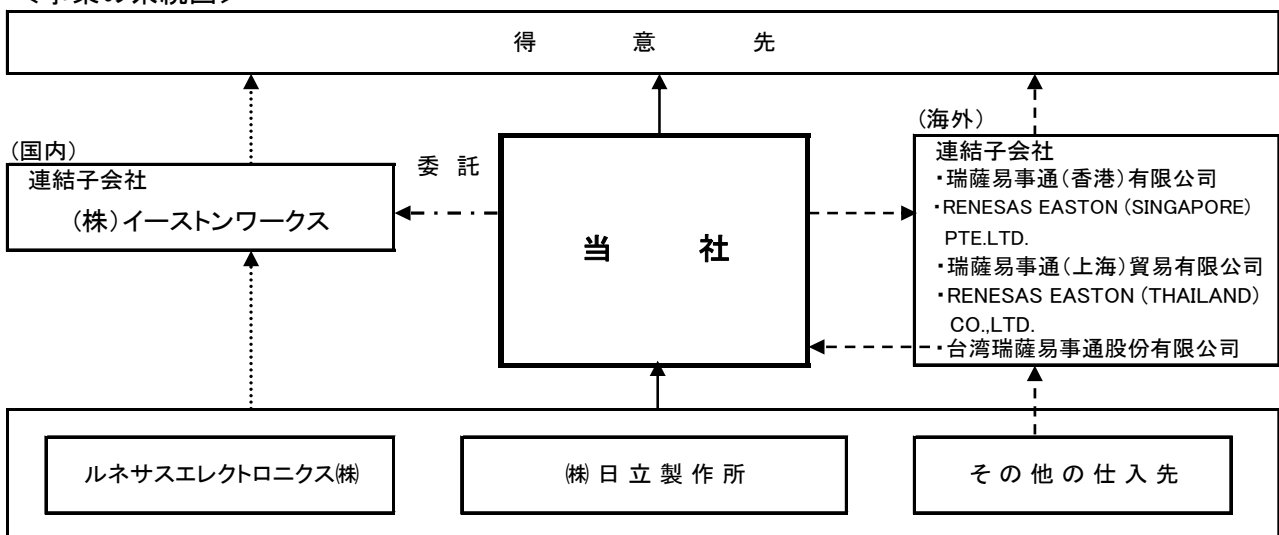 得 意 先
(海外)
(国内)
連結子会社
(株)イーストンワークス
委 託
当 社
連結子会社
・瑞薩易事通(香港)有限公司
・RENESAS EASTON (SINGAPORE)
PTE.LTD.
・瑞薩易事通(上海)貿易有限公司
・RENESAS EASTON (THAILAND)
CO.,LTD.
・台湾瑞薩易事通股份有限公司
ルネサスエレクトロニクス㈱
㈱日立製作所
その他の仕入先